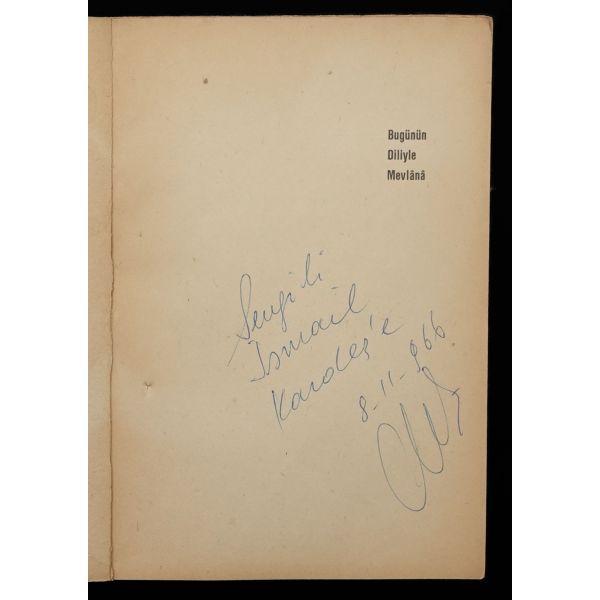 Bugünün
Diliyle
Mevlânâ
Sevgili
İsmail
Kardeş'e
8-11-966